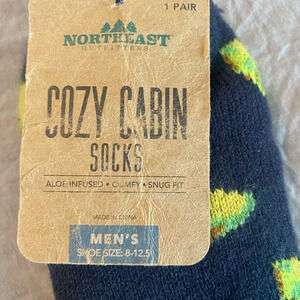 1 PAIR
NORTHEAST
OUTFITTERS
COZY CABIN
SOCKS
ALOE INFUSED • COMFY • SNUG FIT
MADE IN CHINA
MEN'S
SHOE SIZE: 8-12.5